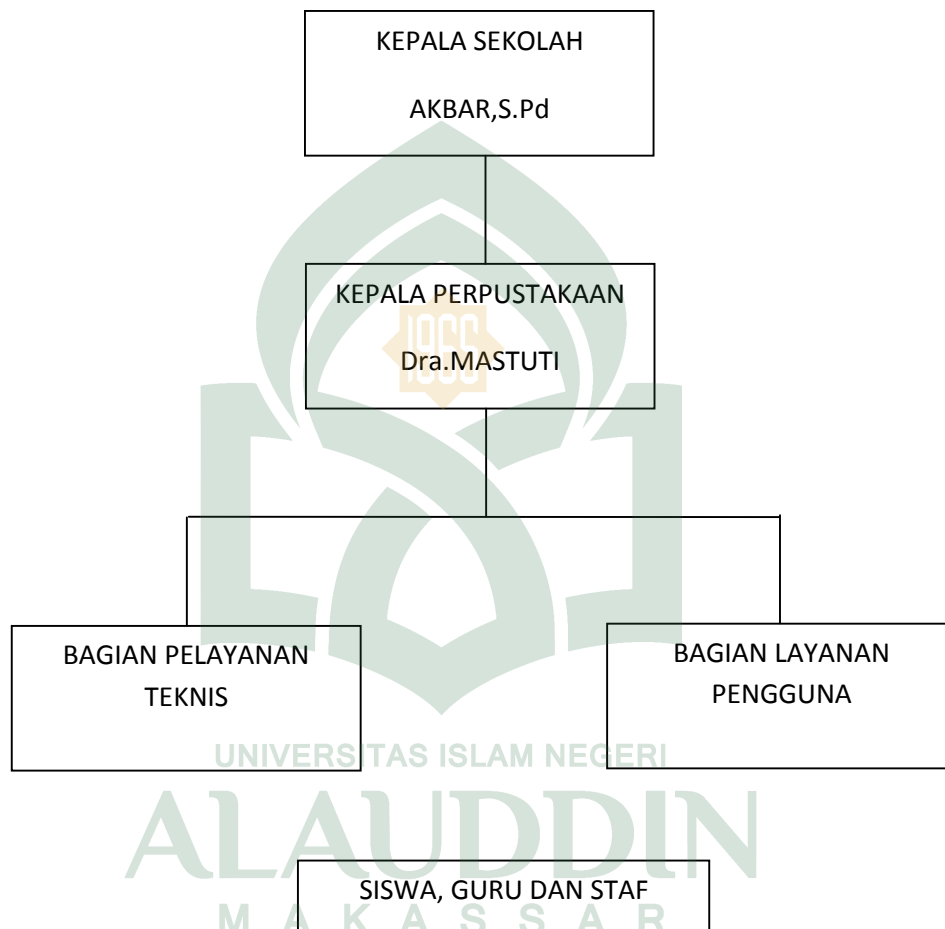 KEPALA SEKOLAH
AKBAR,S.Pd
KEPALA PERPUSTAKAAN
1965
Dra.MASTUTI
BAGIAN PELAYANAN
TEKNIS
BAGIAN LAYANAN
PENGGUNA
UNIVERSITAS ISLAM NEGERI
ALAUDDIN
SISWA, GURU DAN STAF
MAKASSAR